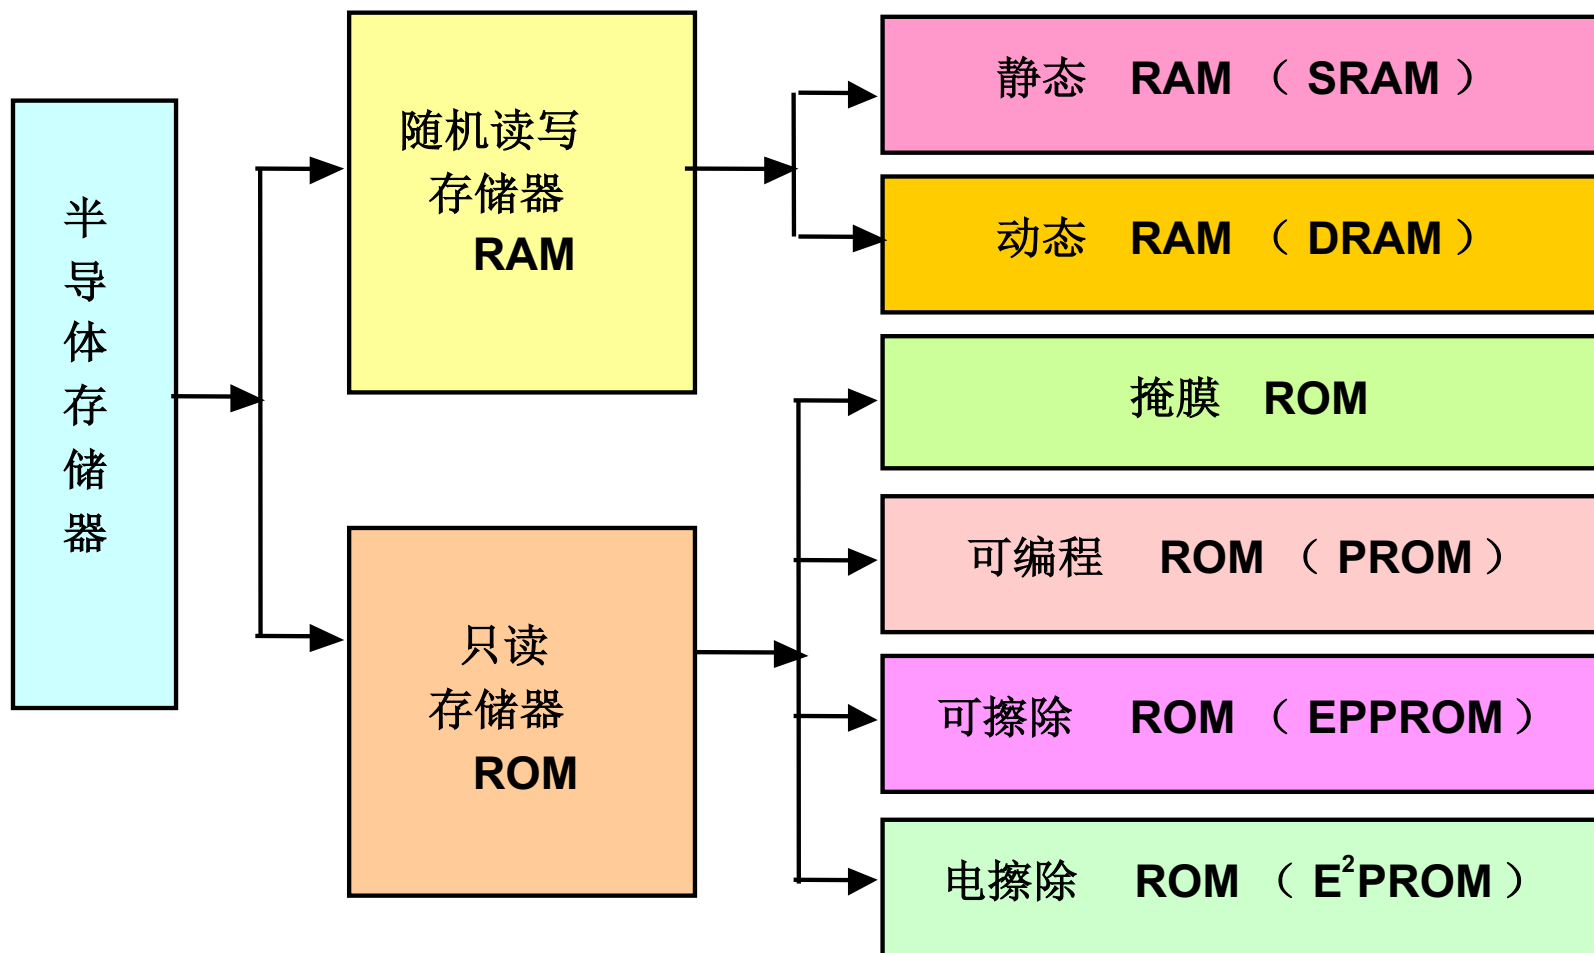 半
导
体
存
储
器
随机读写
存储器
RAM
只读
存储器
ROM
静态 RAM （ SRAM ）
动态 RAM （ DRAM ）
掩膜 ROM
可编程 ROM （ PROM ）
可擦除 ROM （ EPPROM ）
电擦除 ROM （ E²PROM ）